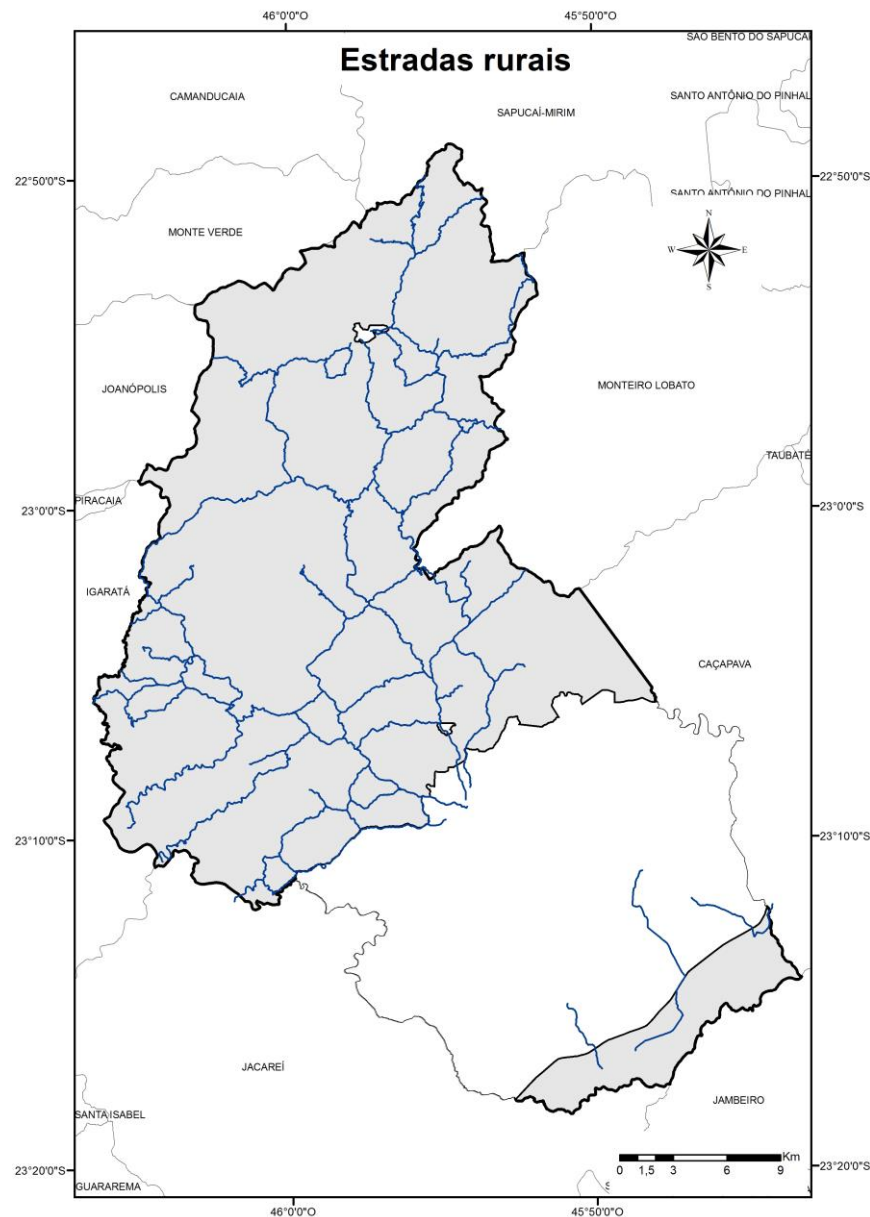 46°0'0"O
45°50'0"O
Estradas rurais
SÃO BENTO DO SAPUCAÍ
CAMANDUCAIA
SANTO ANTÔNIO DO PINHAL
SAPUCAÍ-MIRIM
22°50'0"S
22°50'0"S
SANTO ANTÔNIO DO PINHAL
N
MONTE VERDE
W
E
S
JOANÓPOLIS
MONTEIRO LOBATO
TAUBATÉ
PIRACAIA
23°0'0"S
23°0'0"S
IGARATÁ
CAÇAPAVA
23°10'0"S
23°10'0"S
JACAREÍ
JAMBEIRO
SANTA ISABEL
Km
0 1,5 3 6 9
23°20'0"S
23°20'0"S
GUARAREMA
46°0'0"O
45°50'0"O